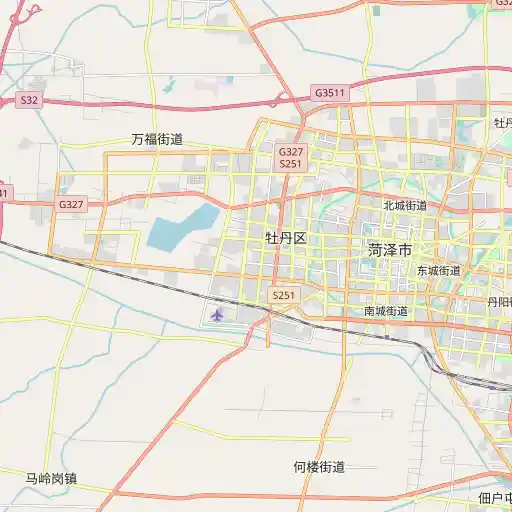 G3511
S32
牡丹
万福街道
G327
S251
41
G327
北城街道
牡丹区
菏泽市
东城街道
S251
丹阳街
南城街道
何楼街道
马岭岗镇
佃户屯